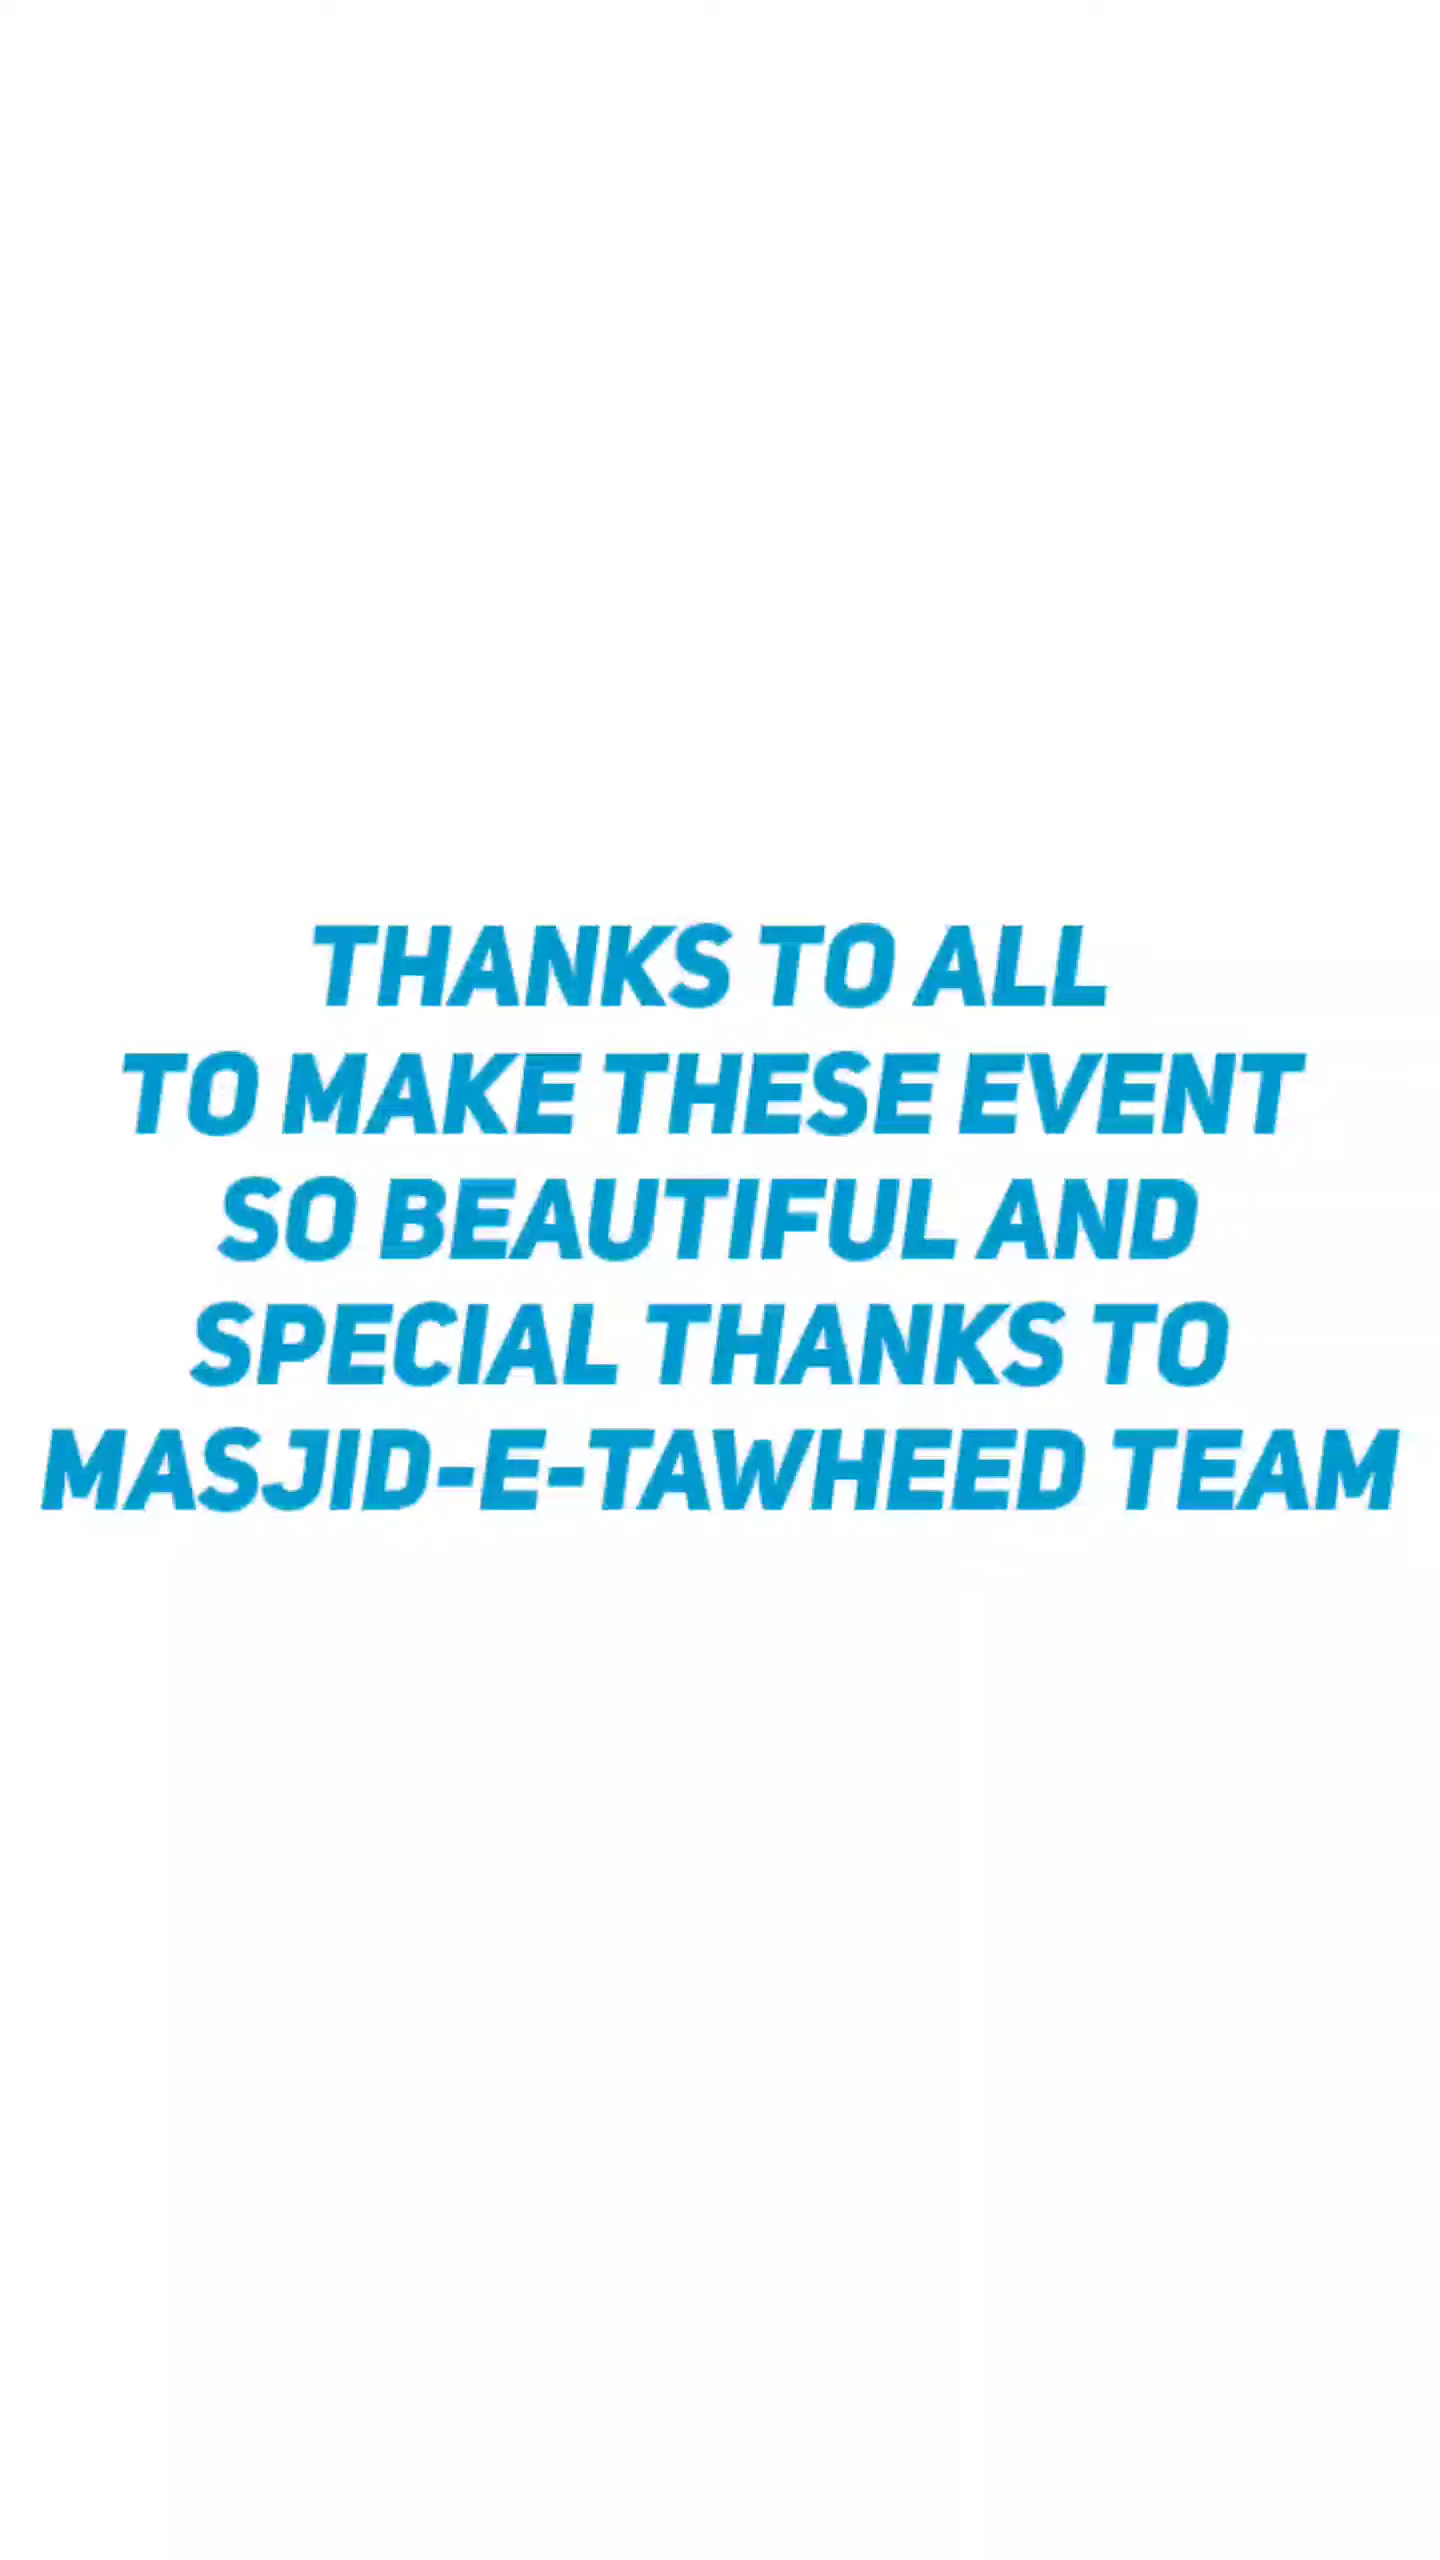 THANKS TO ALL
TO MAKE THESE EVENT
SO BEAUTIFUL AND
SPECIAL THANKS TO
MASJID-E-TAWHEED TEAM